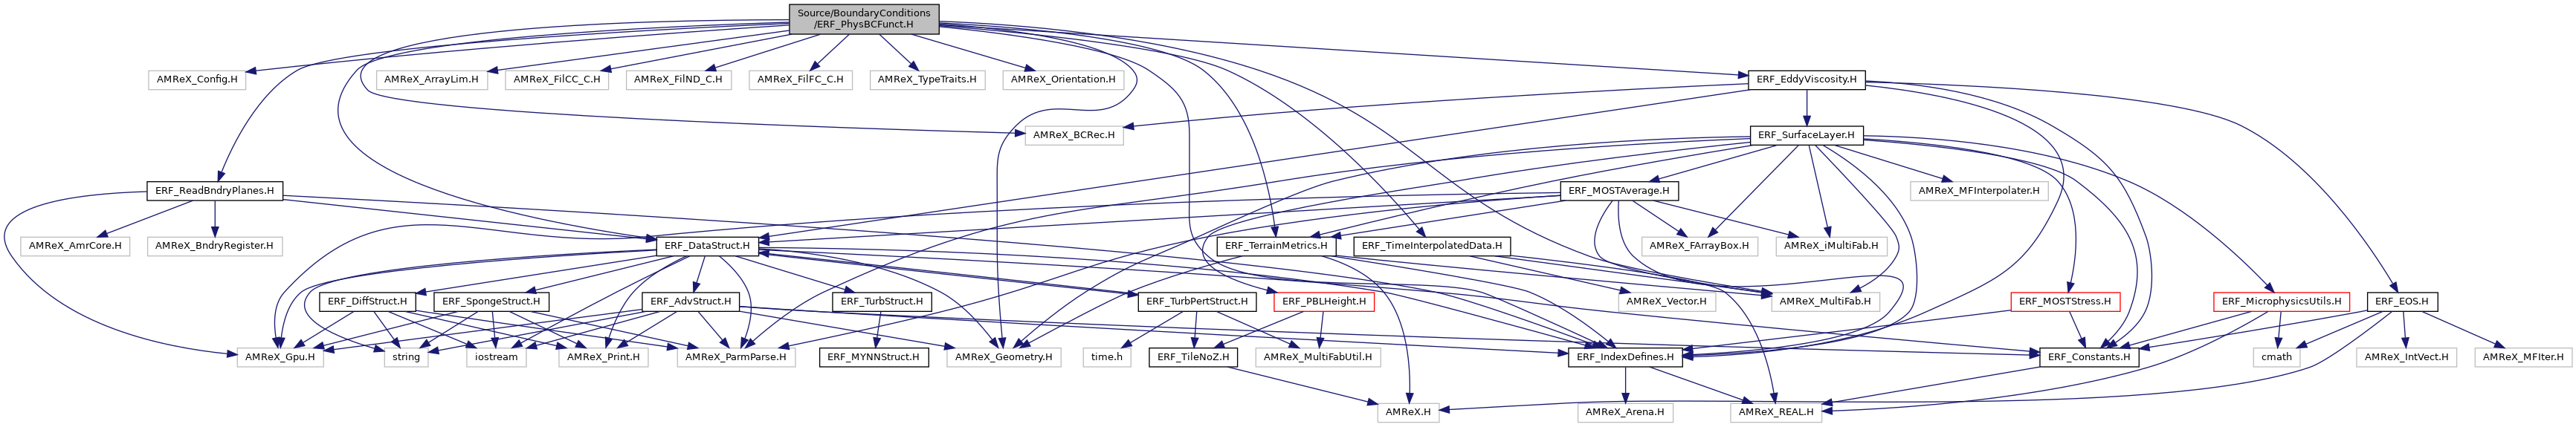 Source/BoundaryConditions
/ERF_PhysBCFunct.H
AMReX_Config.H
AMReX_ArrayLim.H
AMReX_FilCC_C.H
AMReX_FilND_C.H
AMReX_FilFC_C.H
AMReX_TypeTraits.H
AMReX_Orientation.H
ERF_EddyViscosity.H
AMReX_BCRec.H
ERF_SurfaceLayer.H
ERF_ReadBndryPlanes.H
ERF_MOSTAverage.H
AMReX_MFInterpolater.H
AMReX_AmrCore.H
AMReX_BndryRegister.H
ERF_DataStruct.H
ERF_TerrainMetrics.H
ERF_TimeInterpolatedData.H
AMReX_FArrayBox.H
AMReX_iMultiFab.H
ERF_DiffStruct.H
ERF_SpongeStruct.H
ERF_AdvStruct.H
ERF_TurbStruct.H
ERF_TurbPertStruct.H
ERF_PBLHeight.H
AMReX_Vector.H
AMReX_MultiFab.H
ERF_MOSTStress.H
ERF_MicrophysicsUtils.H
ERF_EOS.H
AMReX_Gpu.H
string
iostream
AMReX_Print.H
AMReX_ParmParse.H
ERF_MYNNStruct.H
AMReX_Geometry.H
time.h
ERF_TileNoZ.H
AMReX_MultiFabUtil.H
ERF_IndexDefines.H
ERF_Constants.H
cmath
AMReX_IntVect.H
AMReX_MFIter.H
AMReX.H
AMReX_Arena.H
AMReX_REAL.H